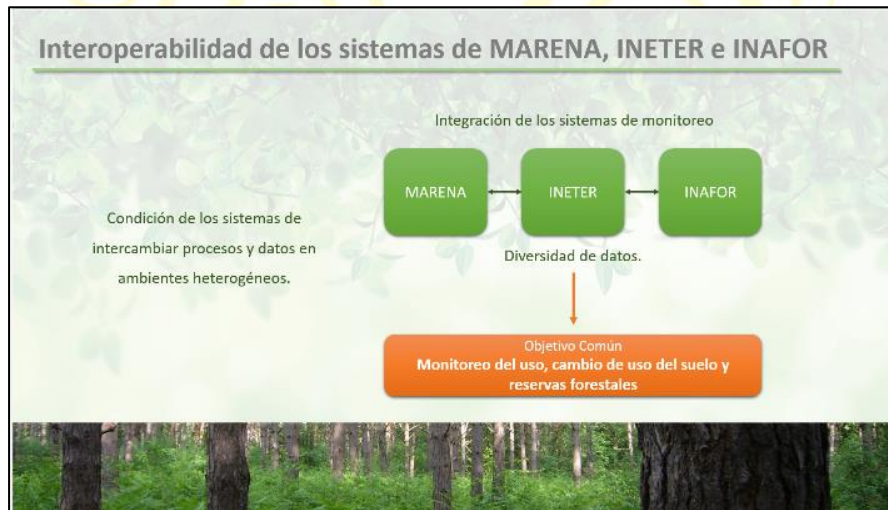 Interoperabilidad de los sistemas de MARENA, INETER e INAFOR
Integración de los sistemas de monitoreo
MARENA
INETER
INAFOR
Condición de los sistemas de
intercambiar procesos y datos en
ambientes heterogéneos.
Diversidad de datos.
Objetivo Común
Monitoreo del uso, cambio de uso del suelo y
reservas forestales